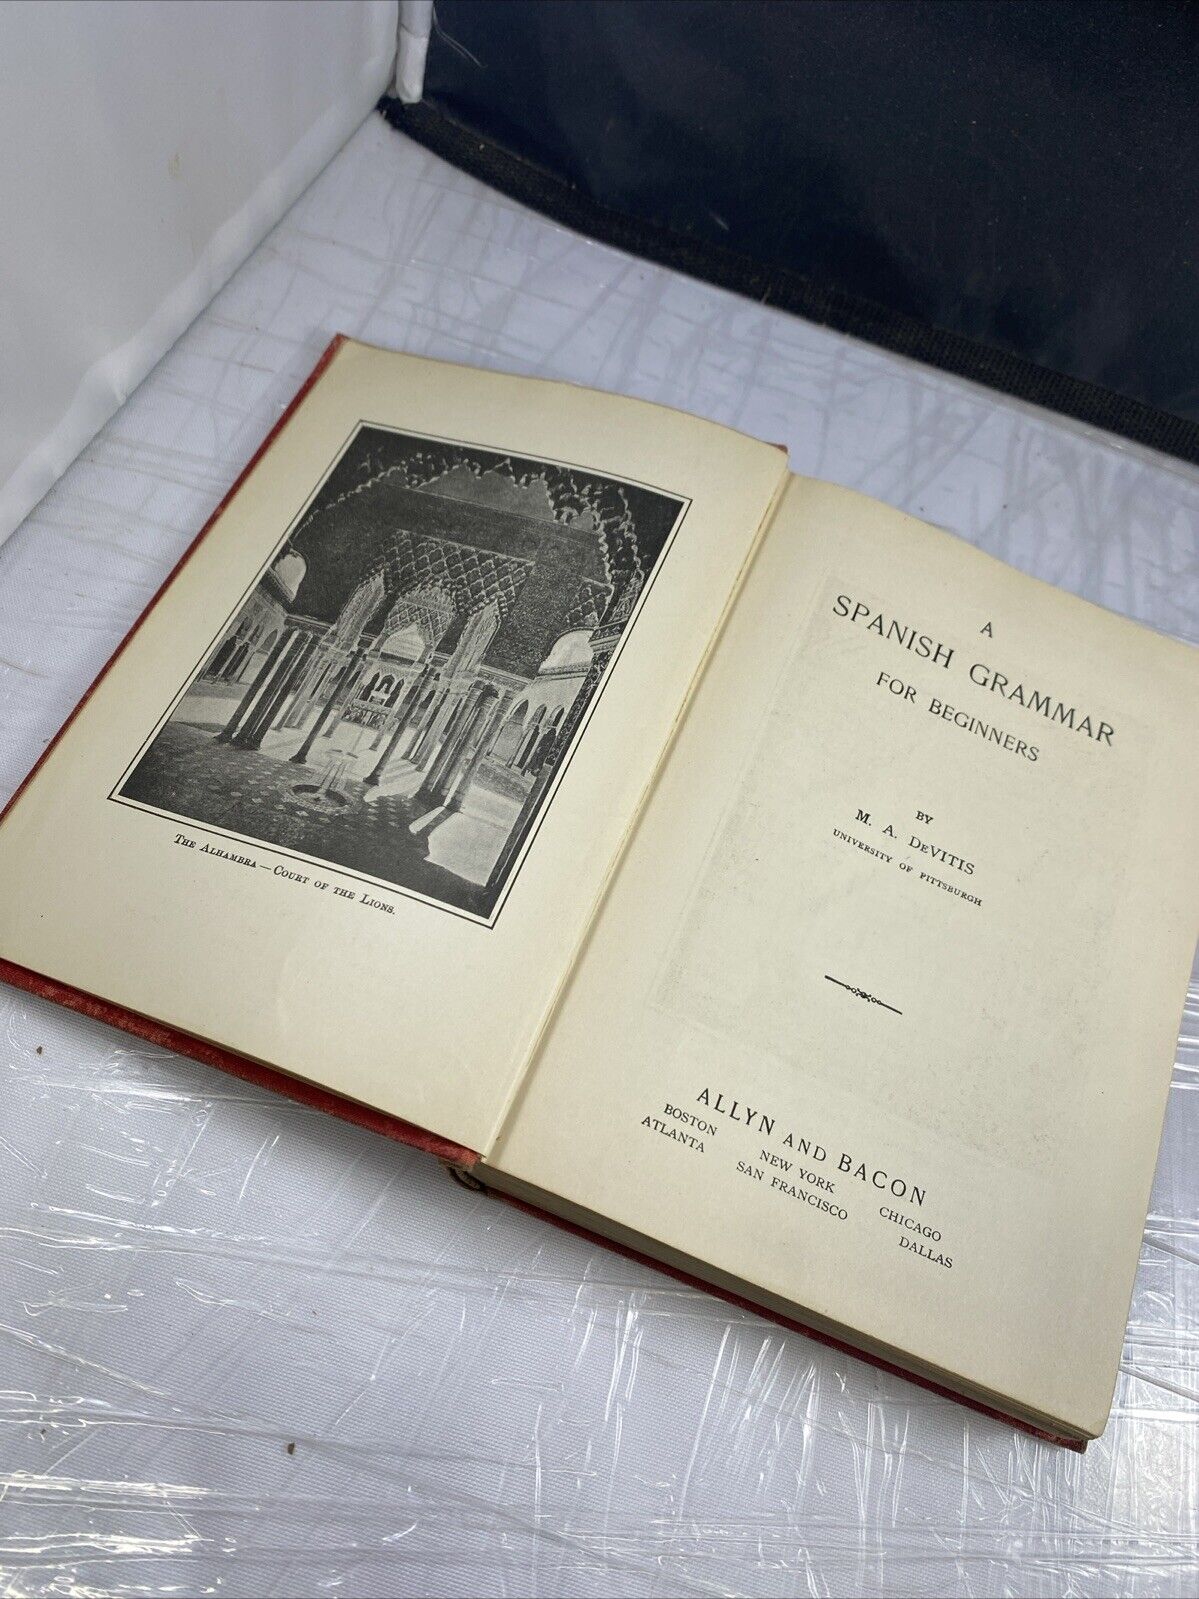 The Alhambra — Court of the Lions.
A
SPANISH GRAMMAR
FOR BEGINNERS
BY
M. A. DeVITIS
UNIVERSITY OF PITTSBURGH
ALLYN AND BACON
BOSTON NEW YORK CHICAGO
ATLANTA SAN FRANCISCO DALLAS